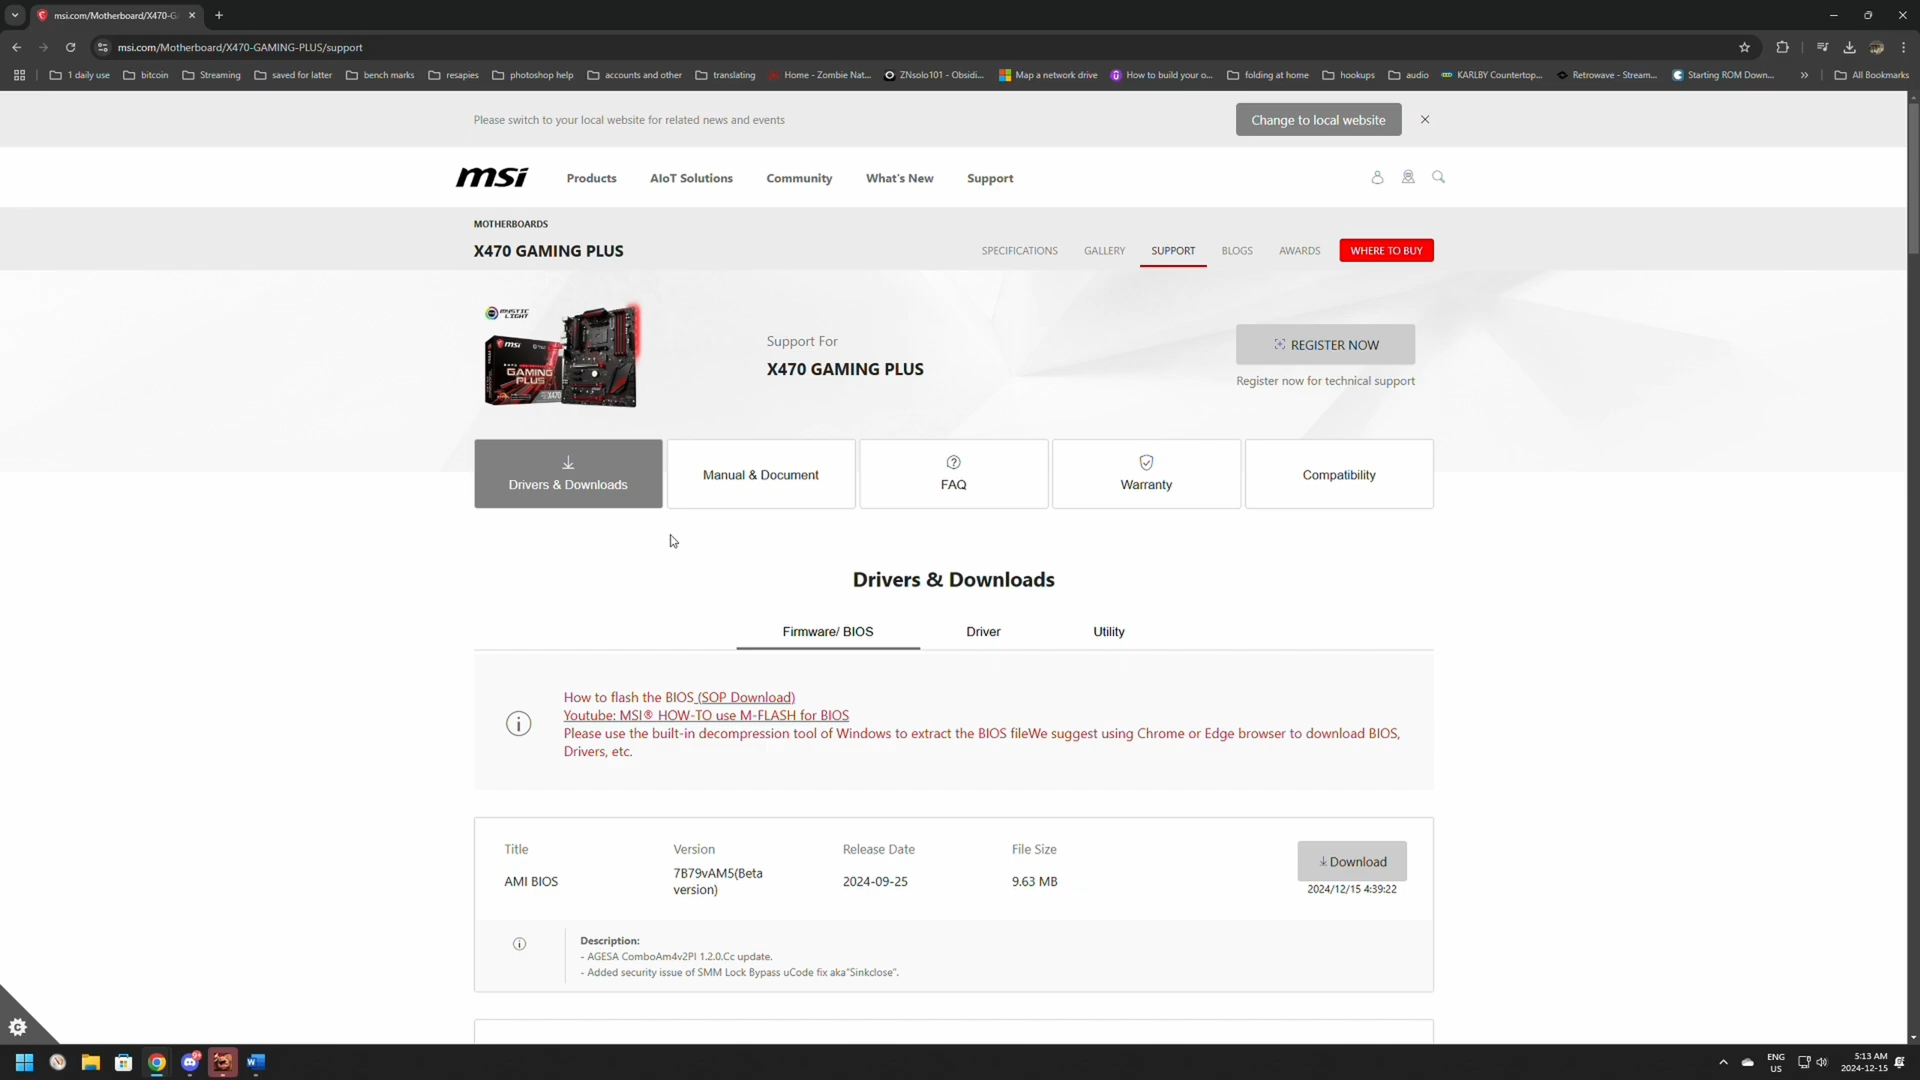 msi.com/Motherboard/X470-G
msi.com/Motherboard/X470-GAMING-PLUS/support
1 daily use
bitcoin
Streaming
saved for latter
bench marks
resapies
photoshop help
accounts and other
translating
Home - Zombie Nat...
ZNsolo101 - Obsidi...
Map a network drive
How to build your o...
folding at home
hookups
audio
KARLBY Countertop...
Retrowave - Stream...
Starting ROM Down...
All Bookmarks
Please switch to your local website for related news and events
Change to local website
msi
Products
AIoT Solutions
Community
What's New
Support
MOTHERBOARDS
X470 GAMING PLUS
SPECIFICATIONS
GALLERY
SUPPORT
BLOGS
AWARDS
WHERE TO BUY
MYSTIC
LIGHT
msi
GAMING
PLUS
X470
Support For
X470 GAMING PLUS
REGISTER NOW
Register now for technical support
Drivers & Downloads
Manual & Document
FAQ
Warranty
Compatibility
Drivers & Downloads
Firmware/ BIOS
Driver
Utility
How to flash the BIOS (SOP Download)
Youtube: MSI® HOW-TO use M-FLASH for BIOS
Please use the built-in decompression tool of Windows to extract the BIOS fileWe suggest using Chrome or Edge browser to download BIOS,
Drivers, etc.
Title
Version
Release Date
File Size
Download
AMI BIOS
7B79vAM5(Beta
version)
2024-09-25
9.63 MB
2024/12/15 4:39:22
Description:
- AGESA ComboAm4v2PI 1.2.0.Cc update.
- Added security issue of SMM Lock Bypass uCode fix aka"Sinkclose".
ENG
US
5:13 AM
2024-12-15